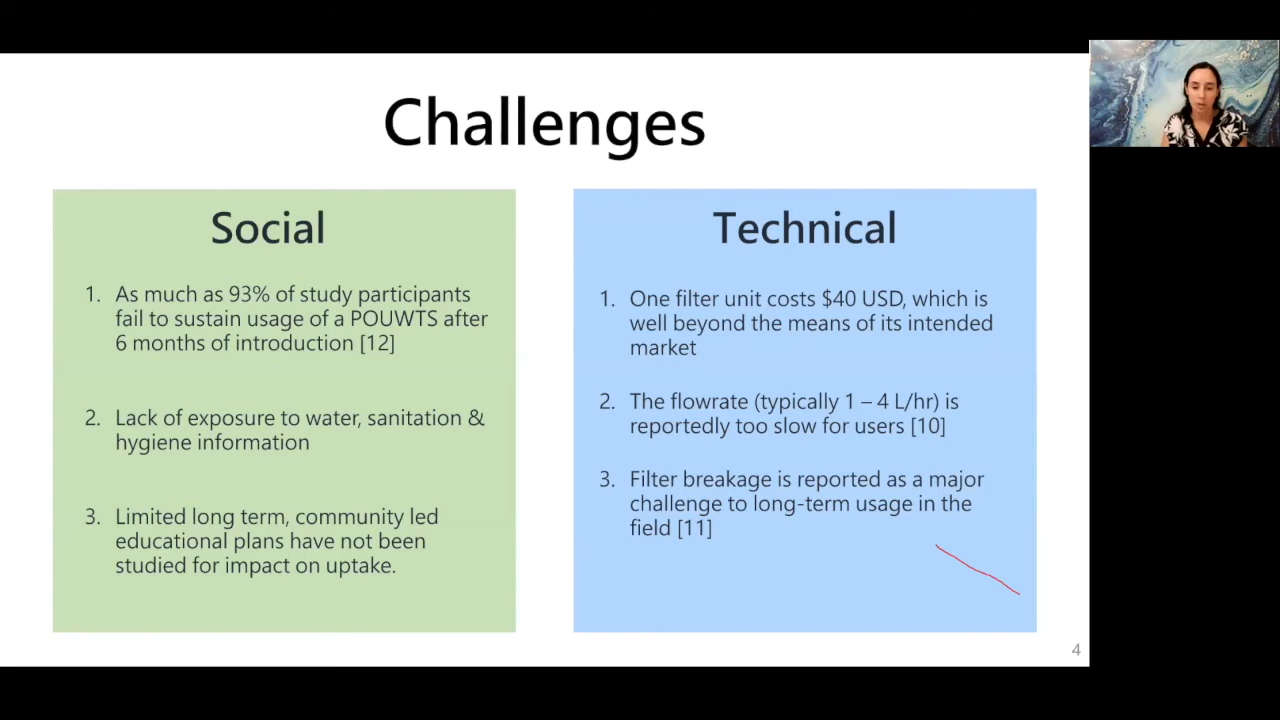 Challenges
Social
1. As much as 93% of study participants
fail to sustain usage of a POUWTS after
6 months of introduction [12]
2. Lack of exposure to water, sanitation &
hygiene information
3. Limited long term, community led
educational plans have not been
studied for impact on uptake.
Technical
1. One filter unit costs $40 USD, which is
well beyond the means of its intended
market
2. The flowrate (typically 1 – 4 L/hr) is
reportedly too slow for users [10]
3. Filter breakage is reported as a major
challenge to long-term usage in the
field [11]
4